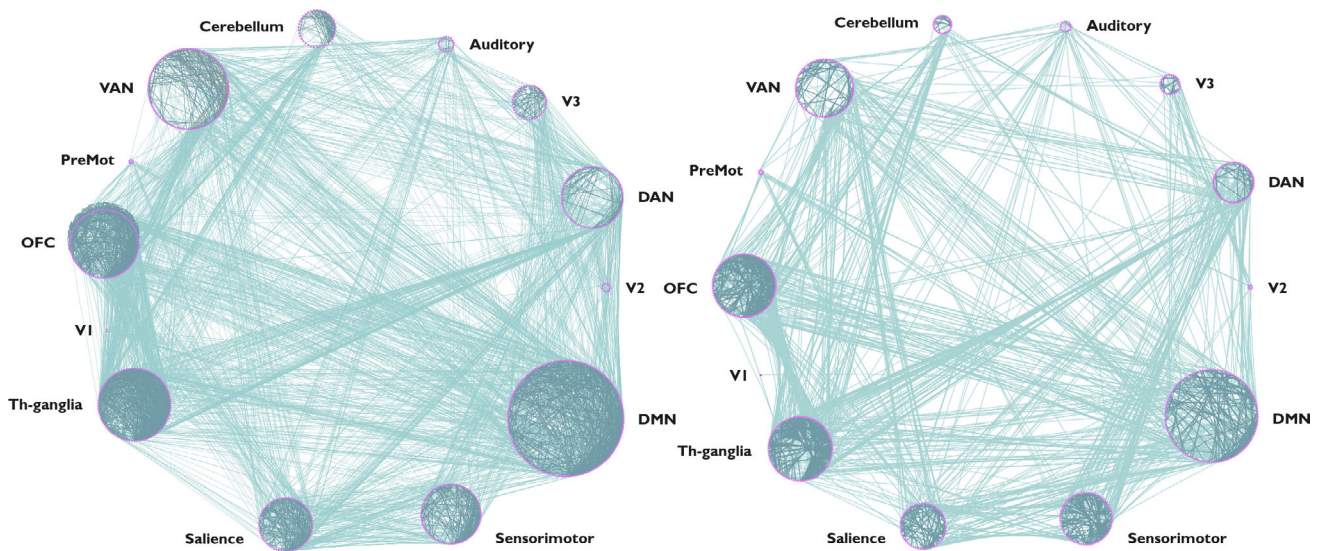 Cerebellum
Auditory
VAN
V3
PreMot
DAN
OFC
V2
V1
Th-ganglia
DMN
Salience
Sensorimotor
Cerebellum
Auditory
VAN
V3
PreMot
DAN
OFC
V2
V1
DMN
Th-ganglia
Salience
Sensorimotor